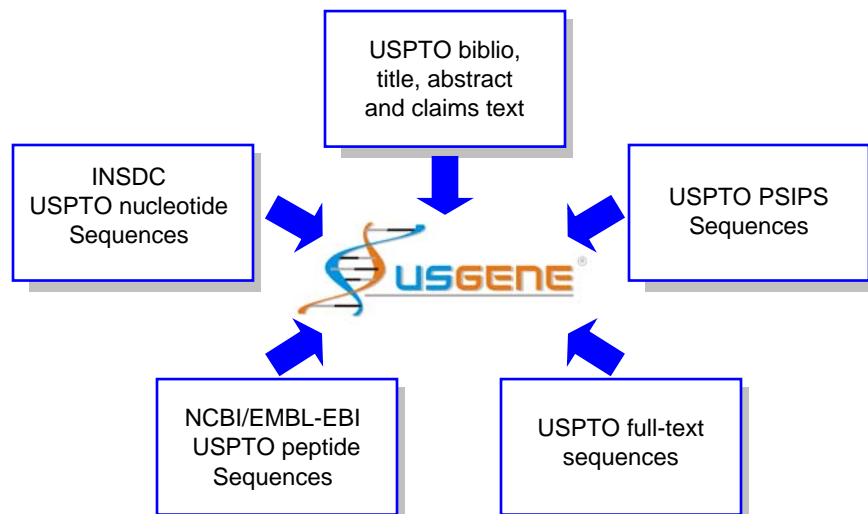 USPTO biblio,
title, abstract
and claims text
INSDC
USPTO nucleotide
Sequences
USPTO PSIPS
Sequences
USGENE®
NCBI/EMBL-EBI
USPTO peptide
Sequences
USPTO full-text
sequences